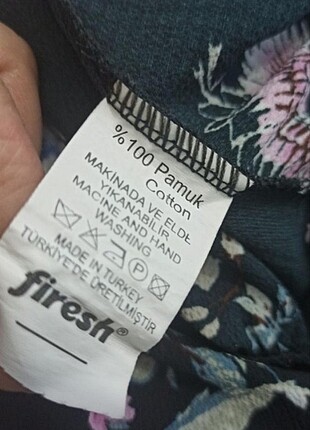 %100 Pamuk
Cotton
MAKİNADA VE ELDE
YIKANABİLİR
MACINE AND HAND
WASHING
P
MADE IN TURKEY
TÜRKİYE'DE ÜRETİLMİŞTİR
firesh®